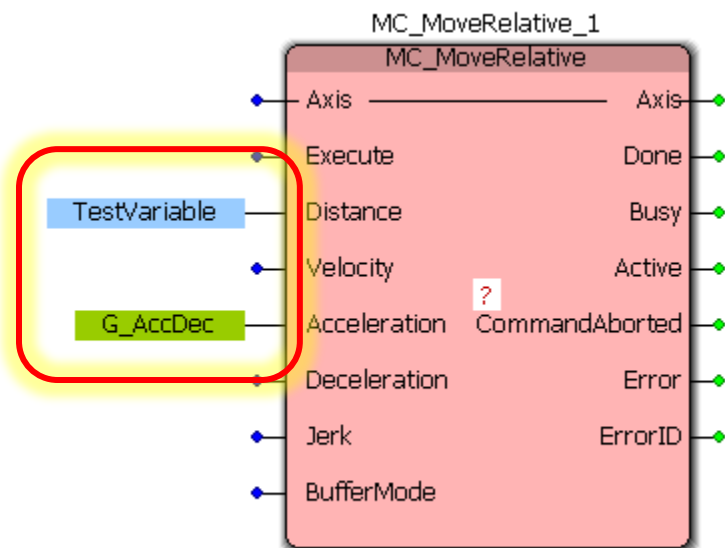 MC_MoveRelative_1
MC_MoveRelative
Axis Axis
Execute Done
TestVariable Distance Busy
Velocity Active
?
G_AccDec Acceleration CommandAborted
Deceleration Error
Jerk ErrorID
BufferMode